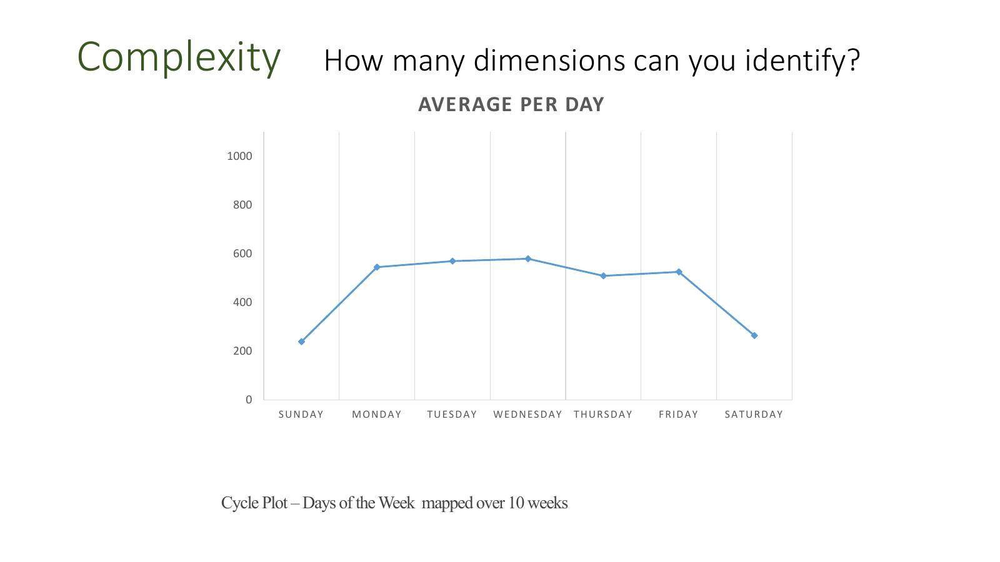 Complexity How many dimensions can you identify?
AVERAGE PER DAY
1000
800
600
400
200
0
SUNDAY MONDAY TUESDAY WEDNESDAY THURSDAY FRIDAY SATURDAY
Cycle Plot – Days of the Week mapped over 10 weeks